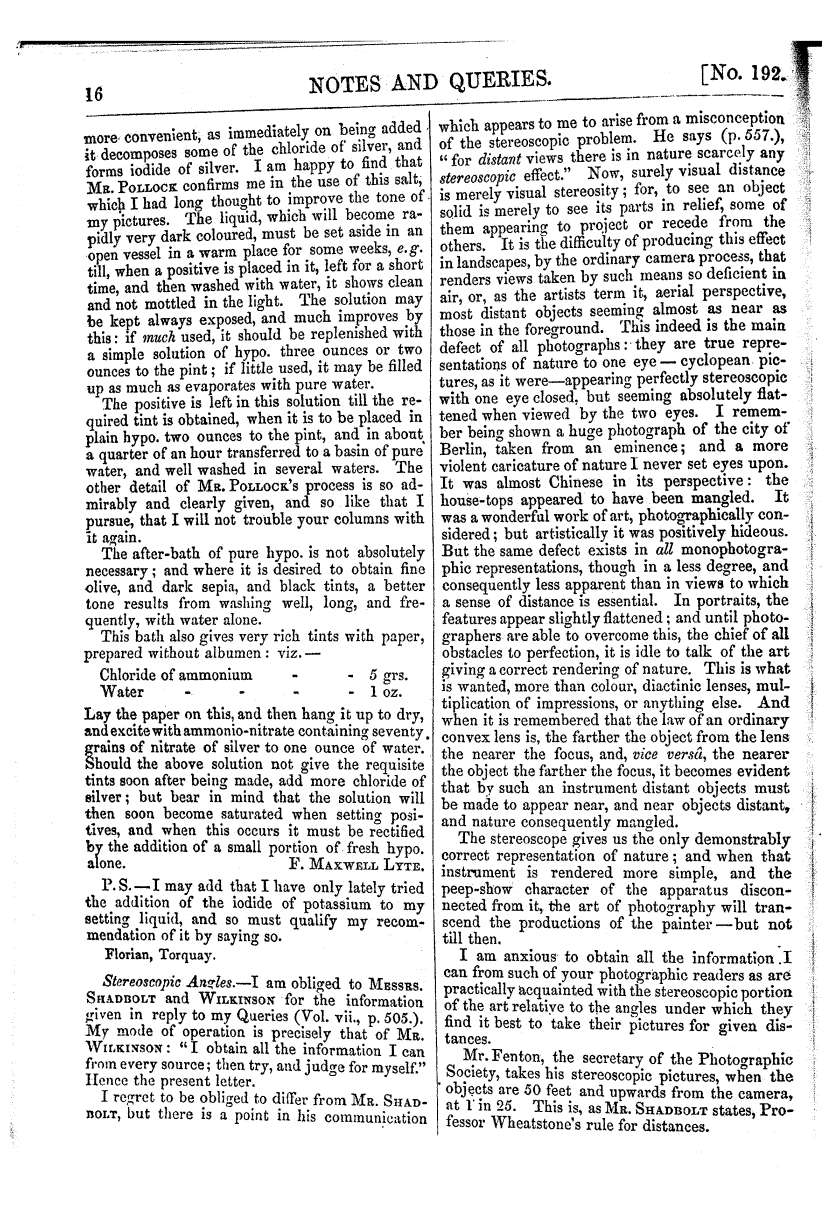 16
NOTES AND QUERIES.
[No. 192.
more convenient, as immediately on being added
it decomposes some of the chloride of silver, and
forms iodide of silver. I am happy to find that
MR. POLLOCK confirms me in the use of this salt,
which I had long thought to improve the tone of
my pictures. The liquid, which will become ra-
pidly very dark coloured, must be set aside in an
open vessel in a warm place for some weeks, e. g.
till, when a positive is placed in it, left for a short
time, and then washed with water, it shows clean
and not mottled in the light. The solution may
be kept always exposed, and much improves by
this: if much used, it should be replenished with
a simple solution of hypo. three ounces or two
ounces to the pint; if little used, it may be filled
up as much as evaporates with pure water.
The positive is left in this solution till the re-
quired tint is obtained, when it is to be placed in
plain hypo. two ounces to the pint, and in about
a quarter of an hour transferred to a basin of pure
water, and well washed in several waters. The
other detail of MR. POLLOCK'S process is so ad-
mirably and clearly given, and so like that I
pursue, that I will not trouble your columns with
it again.
The after-bath of pure hypo. is not absolutely
necessary; and where it is desired to obtain fine
olive, and dark sepia, and black tints, a better
tone results from washing well, long, and fre-
quently, with water alone.
This bath also gives very rich tints with paper,
prepared without albumen: viz.—
Chloride of ammonium - - 5 grs.
Water - - - - 1 oz.
Lay the paper on this, and then hang it up to dry,
and excite with ammonio-nitrate containing seventy
grains of nitrate of silver to one ounce of water.
Should the above solution not give the requisite
tints soon after being made, add more chloride of
silver; but bear in mind that the solution will
then soon become saturated when setting posi-
tives, and when this occurs it must be rectified
by the addition of a small portion of fresh hypo.
alone. F. MAXWELL LYTE.
P. S.—I may add that I have only lately tried
the addition of the iodide of potassium to my
setting liquid, and so must qualify my recom-
mendation of it by saying so.
Florian, Torquay.
Stereoscopic Angles.—I am obliged to MESSRS.
SHADBOLT and WILKINSON for the information
given in reply to my Queries (Vol. vii., p. 505.).
My mode of operation is precisely that of MR.
WILKINSON: "I obtain all the information I can
from every source; then try, and judge for myself."
Hence the present letter.
I regret to be obliged to differ from MR. SHAD-
BOLT, but there is a point in his communication
which appears to me to arise from a misconception
of the stereoscopic problem. He says (p. 557.),
"for distant views there is in nature scarcely any
stereoscopic effect." Now, surely visual distance
is merely visual stereosity; for, to see an object
solid is merely to see its parts in relief, some of
them appearing to project or recede from the
others. It is the difficulty of producing this effect
in landscapes, by the ordinary camera process, that
renders views taken by such means so deficient in
air, or, as the artists term it, aerial perspective,
most distant objects seeming almost as near as
those in the foreground. This indeed is the main
defect of all photographs: they are true repre-
sentations of nature to one eye — cyclopean pic-
tures, as it were—appearing perfectly stereoscopic
with one eye closed, but seeming absolutely flat-
tened when viewed by the two eyes. I remem-
ber being shown a huge photograph of the city of
Berlin, taken from an eminence; and a more
violent caricature of nature I never set eyes upon.
It was almost Chinese in its perspective: the
house-tops appeared to have been mangled. It
was a wonderful work of art, photographically con-
sidered; but artistically it was positively hideous.
But the same defect exists in all monophotogra-
phic representations, though in a less degree, and
consequently less apparent than in views to which
a sense of distance is essential. In portraits, the
features appear slightly flattened; and until photo-
graphers are able to overcome this, the chief of all
obstacles to perfection, it is idle to talk of the art
giving a correct rendering of nature. This is what
is wanted, more than colour, diactinic lenses, mul-
tiplication of impressions, or anything else. And
when it is remembered that the law of an ordinary
convex lens is, the farther the object from the lens
the nearer the focus, and, vice versâ, the nearer
the object the farther the focus, it becomes evident
that by such an instrument distant objects must
be made to appear near, and near objects distant,
and nature consequently mangled.
The stereoscope gives us the only demonstrably
correct representation of nature; and when that
instrument is rendered more simple, and the
peep-show character of the apparatus discon-
nected from it, the art of photography will tran-
scend the productions of the painter — but not
till then.
I am anxious to obtain all the information I
can from such of your photographic readers as are
practically acquainted with the stereoscopic portion
of the art relative to the angles under which they
find it best to take their pictures for given dis-
tances.
Mr. Fenton, the secretary of the Photographic
Society, takes his stereoscopic pictures, when the
objects are 50 feet and upwards from the camera,
at 1 in 25. This is, as MR. SHADBOLT states, Pro-
fessor Wheatstone's rule for distances.